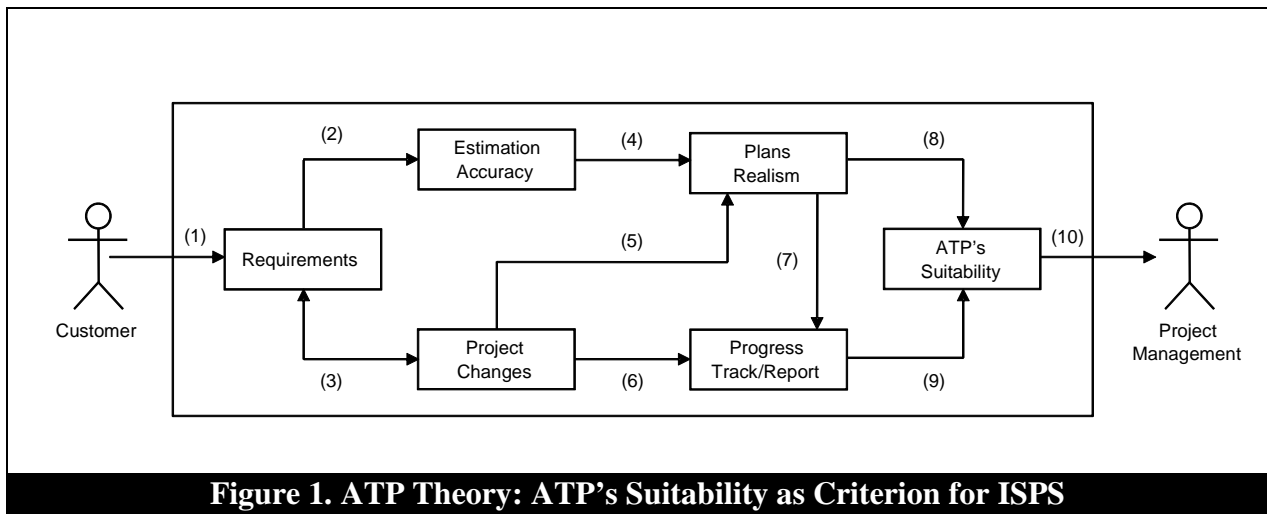 (2)
Estimation
Accuracy
(4)
Plans
Realism
(8)
(1)
Requirements
(5)
(7)
ATP's
Suitability
(10)
Customer
(3)
Project
Changes
(6)
Progress
Track/Report
(9)
Project
Management
Figure 1. ATP Theory: ATP's Suitability as Criterion for ISPS